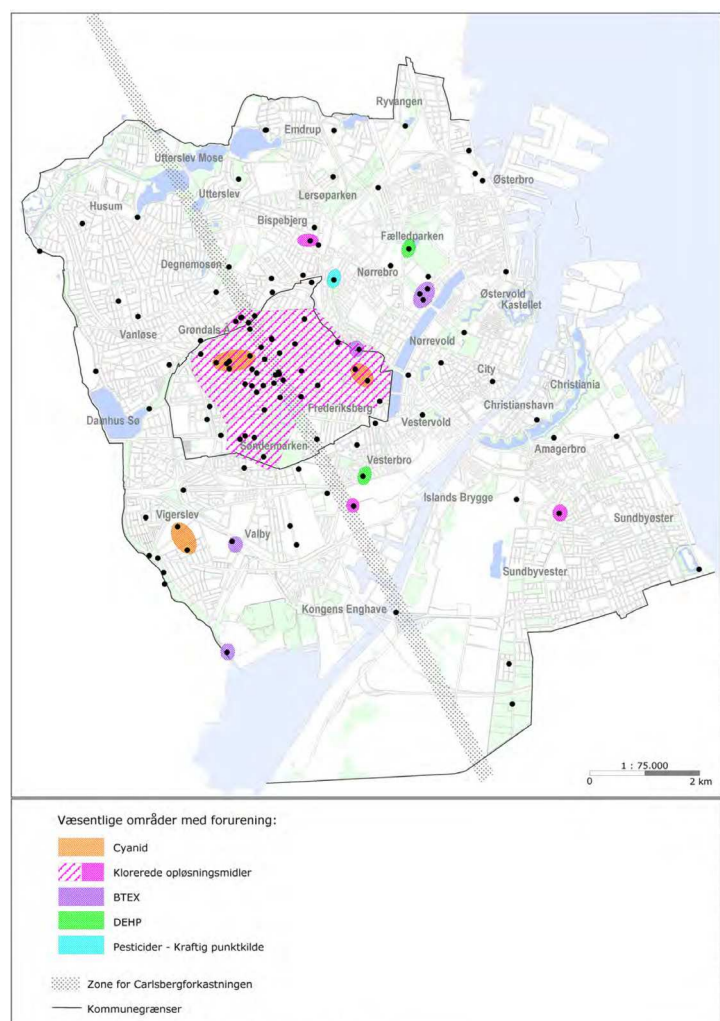 Ryvangen
Emdrup
Utterslev Mose
Østerbro
Utterslev
Lersøparken
Husum
Bispebjerg
Fælledparken
Degnemosen
Nørrebro
Østervold
Kastellet
Vanløse
Grøndals Å
Nørrevold
City
Christiania
Frederiksberg
Christianshavn
Damhus Sø
Vestervold
Søndermarken
Amagerbro
Vesterbro
Islands Brygge
Vigerslev
Sundbyøster
Valby
Sundbyvester
Kongens Enghave
1 : 75.000
0 2 km
Væsentlige områder med forurening:
Cyanid
Klorerede opløsningsmidler
BTEX
DEHP
Pesticider - Kraftig punktkilde
Zone for Carlsbergforkastningen
Kommunegrænser